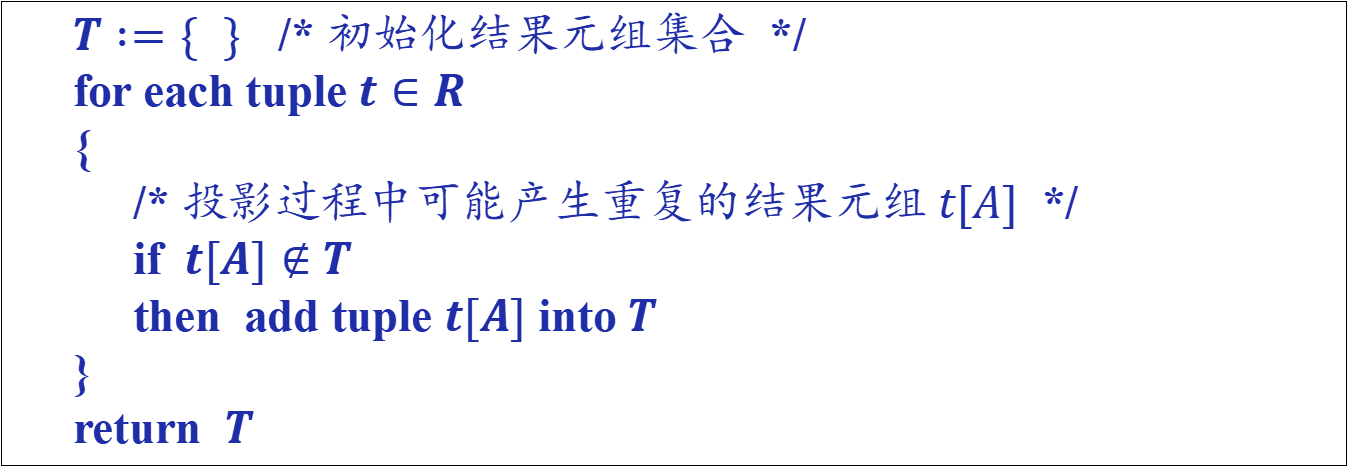 T := { } /* 初始化结果元组集合 */
for each tuple t ∈ R
{
/* 投影过程中可能产生重复的结果元组 t[A] */
if t[A] ∉ T
then add tuple t[A] into T
}
return T